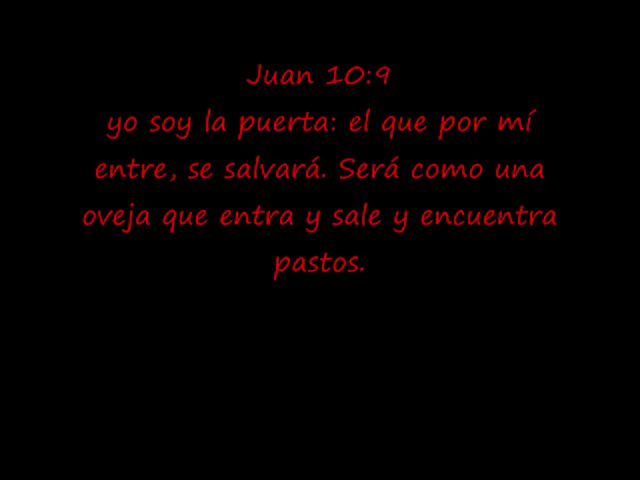 Juan 10:9
yo soy la puerta: el que por mí
entre, se salvará. Será como una
oveja que entra y sale y encuentra
pastos.